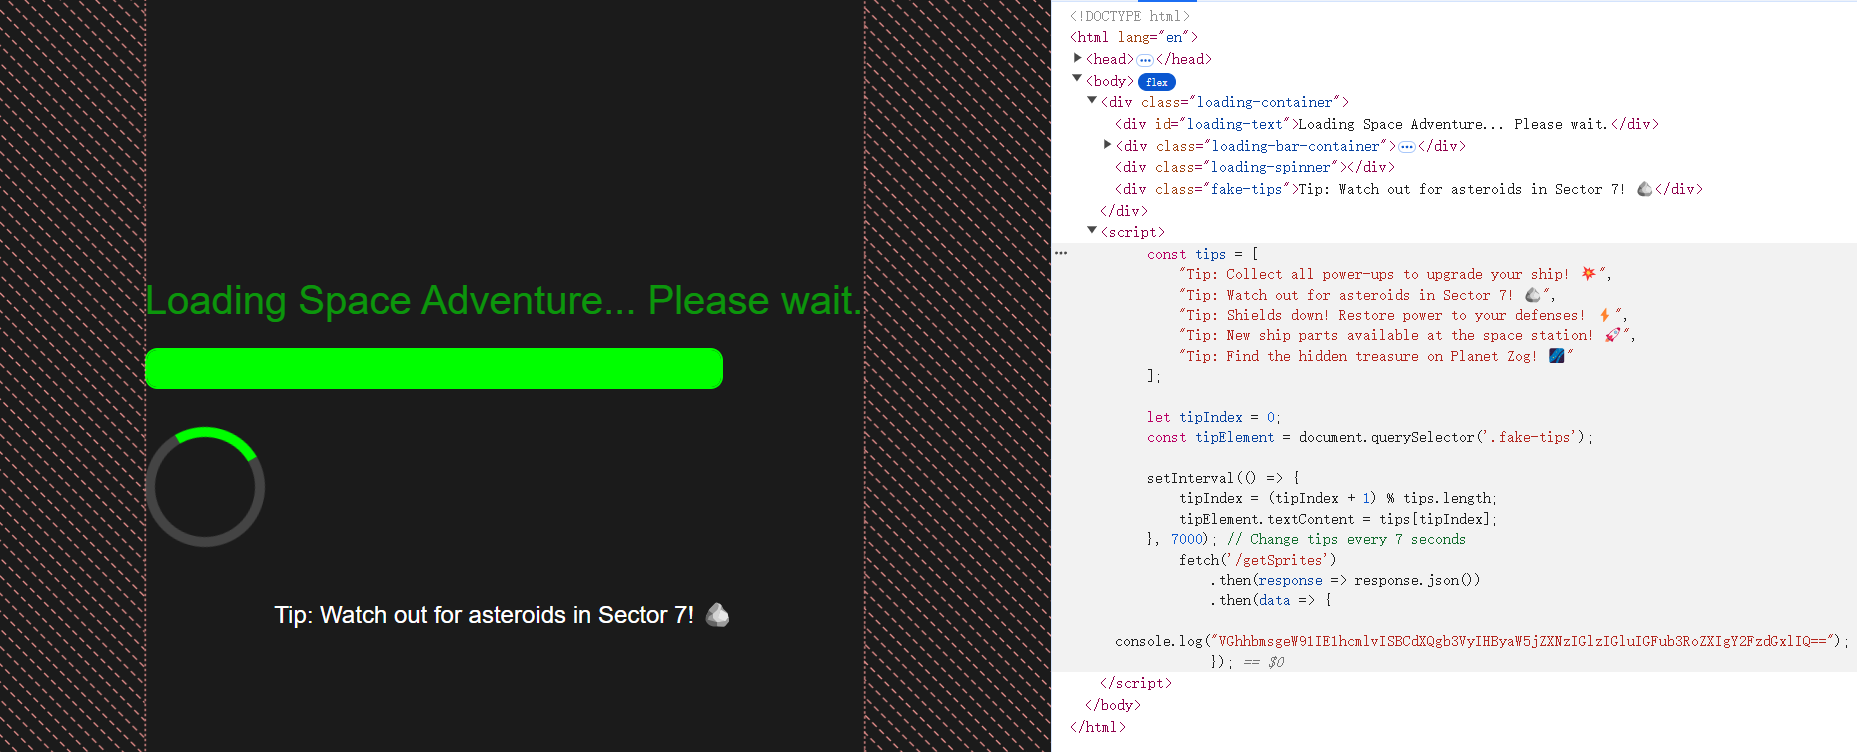 Loading Space Adventure... Please wait.
Tip: Watch out for asteroids in Sector 7!
<!DOCTYPE html>
<html lang="en">
<head>···</head>
<body> flex
<div class="loading-container">
<div id="loading-text">Loading Space Adventure... Please wait.</div>
<div class="loading-bar-container">···</div>
<div class="loading-spinner"></div>
<div class="fake-tips">Tip: Watch out for asteroids in Sector 7! 🪨</div>
</div>
<script>
···
const tips = [
"Tip: Collect all power-ups to upgrade your ship! 💥",
"Tip: Watch out for asteroids in Sector 7! 🪨",
"Tip: Shields down! Restore power to your defenses! ⚡",
"Tip: New ship parts available at the space station! 🚀",
"Tip: Find the hidden treasure on Planet Zog! 🌌"
];
let tipIndex = 0;
const tipElement = document.querySelector('.fake-tips');
setInterval(() => {
tipIndex = (tipIndex + 1) % tips.length;
tipElement.textContent = tips[tipIndex];
}, 7000); // Change tips every 7 seconds
fetch('/getSprites')
.then(response => response.json())
.then(data => {
console.log("VGhhbmsgeW91IE1hcmlvISBCdXQgb3VyIHByaW5jZXNzIGlzIGluIGFub3RoZXIgY2FzdGxlIQ==");
}); == $0
</script>
</body>
</html>